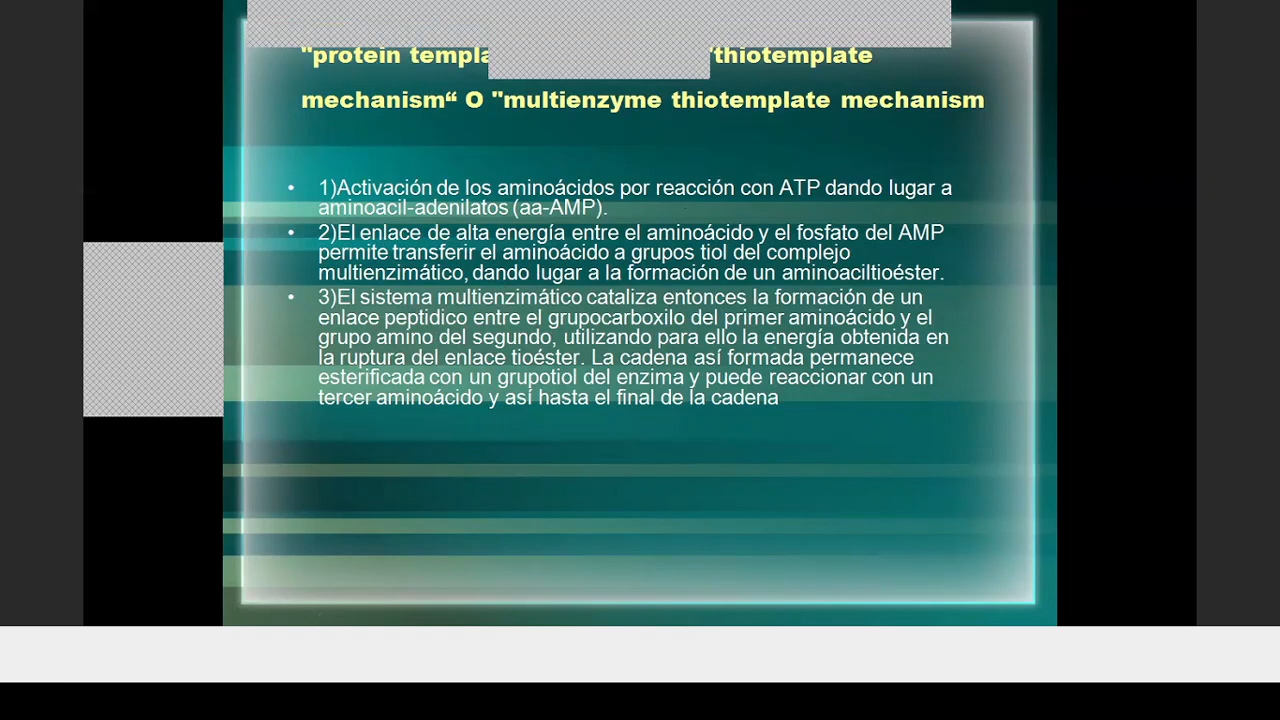 "protein "thiotemplate
mechanism“ O "multienzyme thiotemplate mechanism
• 1)Activación de los aminoácidos por reacción con ATP dando lugar a
aminoacil-adenilatos (aa-AMP).
• 2)El enlace de alta energía entre el aminoácido y el fosfato del AMP
permite transferir el aminoácido a grupos tiol del complejo
multienzimático, dando lugar a la formación de un aminoaciltioéster.
• 3)El sistema multienzimático cataliza entonces la formación de un
enlace peptidico entre el grupocarboxilo del primer aminoácido y el
grupo amino del segundo, utilizando para ello la energía obtenida en
la ruptura del enlace tioéster. La cadena así formada permanece
esterificada con un grupotiol del enzima y puede reaccionar con un
tercer aminoácido y así hasta el final de la cadena